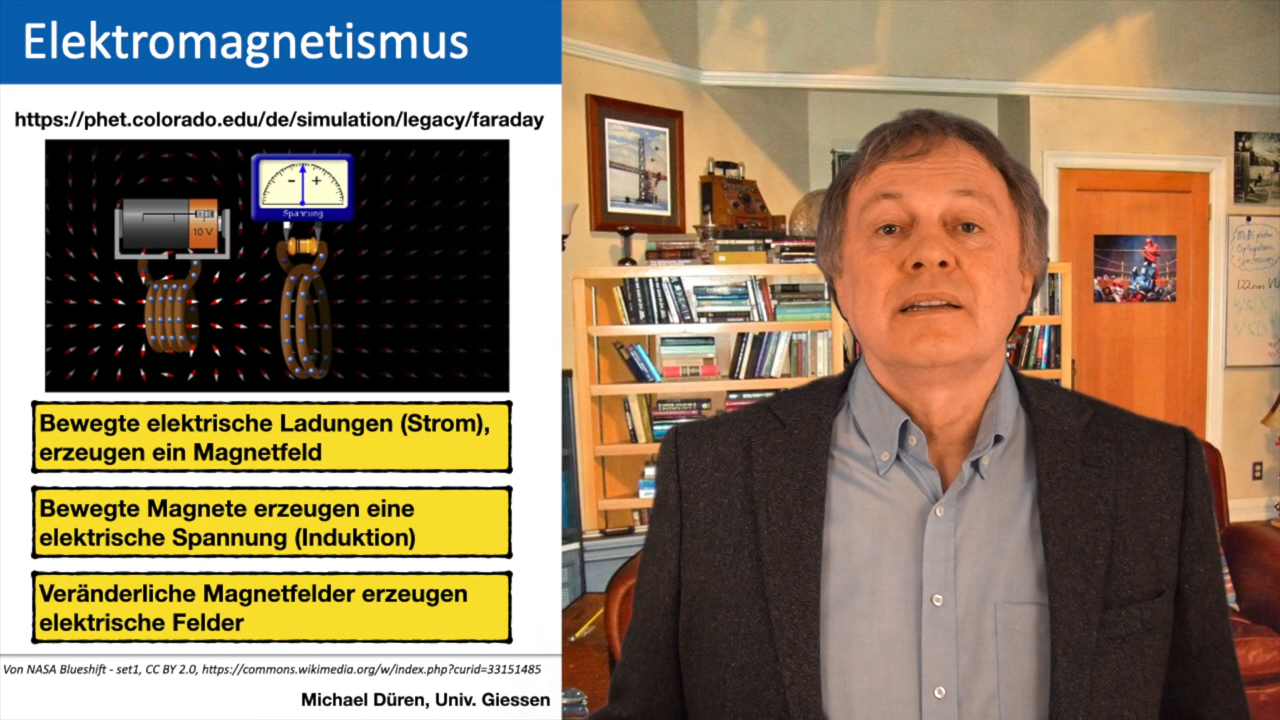 Elektromagnetismus
https://phet.colorado.edu/de/simulation/legacy/faraday
- +
Spannung
10 V
Bewegte elektrische Ladungen (Strom),
erzeugen ein Magnetfeld
Bewegte Magnete erzeugen eine
elektrische Spannung (Induktion)
Veränderliche Magnetfelder erzeugen
elektrische Felder
Von NASA Blueshift - set1, CC BY 2.0, https://commons.wikimedia.org/w/index.php?curid=33151485
Michael Düren, Univ. Giessen